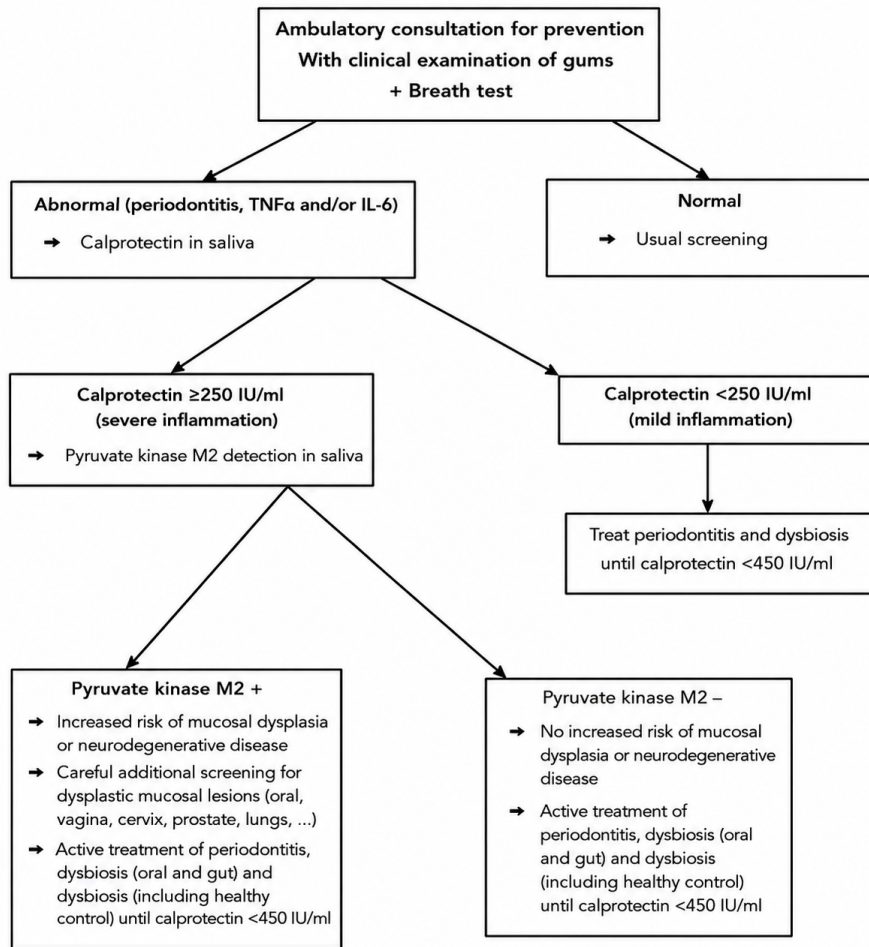 Ambulatory consultation for prevention
With clinical examination of gums
+ Breath test
Abnormal (periodontitis, TNFα and/or IL-6)
→ Calprotectin in saliva
Normal
→ Usual screening
Calprotectin ≥250 IU/ml
(severe inflammation)
→ Pyruvate kinase M2 detection in saliva
Calprotectin <250 IU/ml
(mild inflammation)
Treat periodontitis and dysbiosis
until calprotectin <450 IU/ml
Pyruvate kinase M2 +
→ Increased risk of mucosal dysplasia
or neurodegenerative disease
→ Careful additional screening for
dysplastic mucosal lesions (oral,
vagina, cervix, prostate, lungs, ...)
→ Active treatment of periodontitis,
dysbiosis (oral and gut) and
dysbiosis (including healthy
control) until calprotectin <450 IU/ml
Pyruvate kinase M2 –
→ No increased risk of mucosal
dysplasia or neurodegenerative
disease
→ Active treatment of
periodontitis, dysbiosis (oral
and gut) and dysbiosis
(including healthy control)
until calprotectin <450 IU/ml